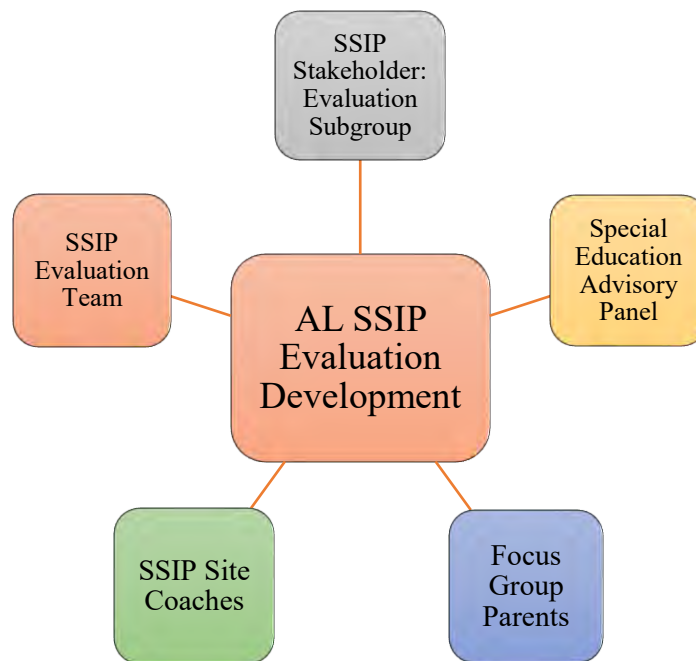 SSIP
Stakeholder:
Evaluation
Subgroup
SSIP
Evaluation
Team
Special
Education
Advisory
Panel
AL SSIP
Evaluation
Development
SSIP Site
Coaches
Focus
Group
Parents